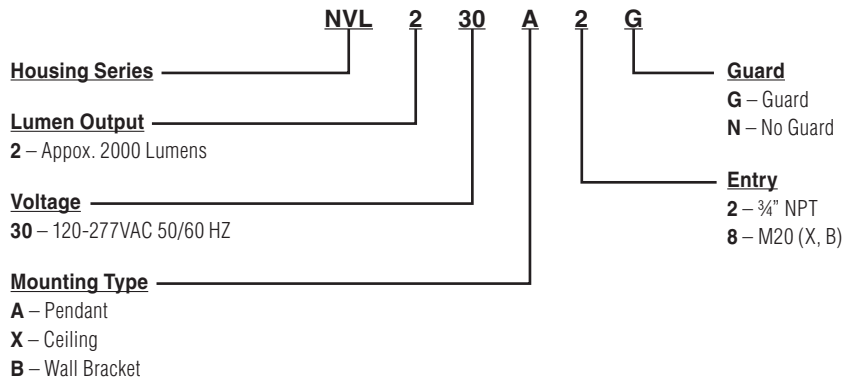 NVL 2 30 A 2 G
Housing Series
Lumen Output
2 – Appox. 2000 Lumens
Voltage
30 – 120-277VAC 50/60 HZ
Mounting Type
A – Pendant
X – Ceiling
B – Wall Bracket
Guard
G – Guard
N – No Guard
Entry
2 – ¾” NPT
8 – M20 (X, B)